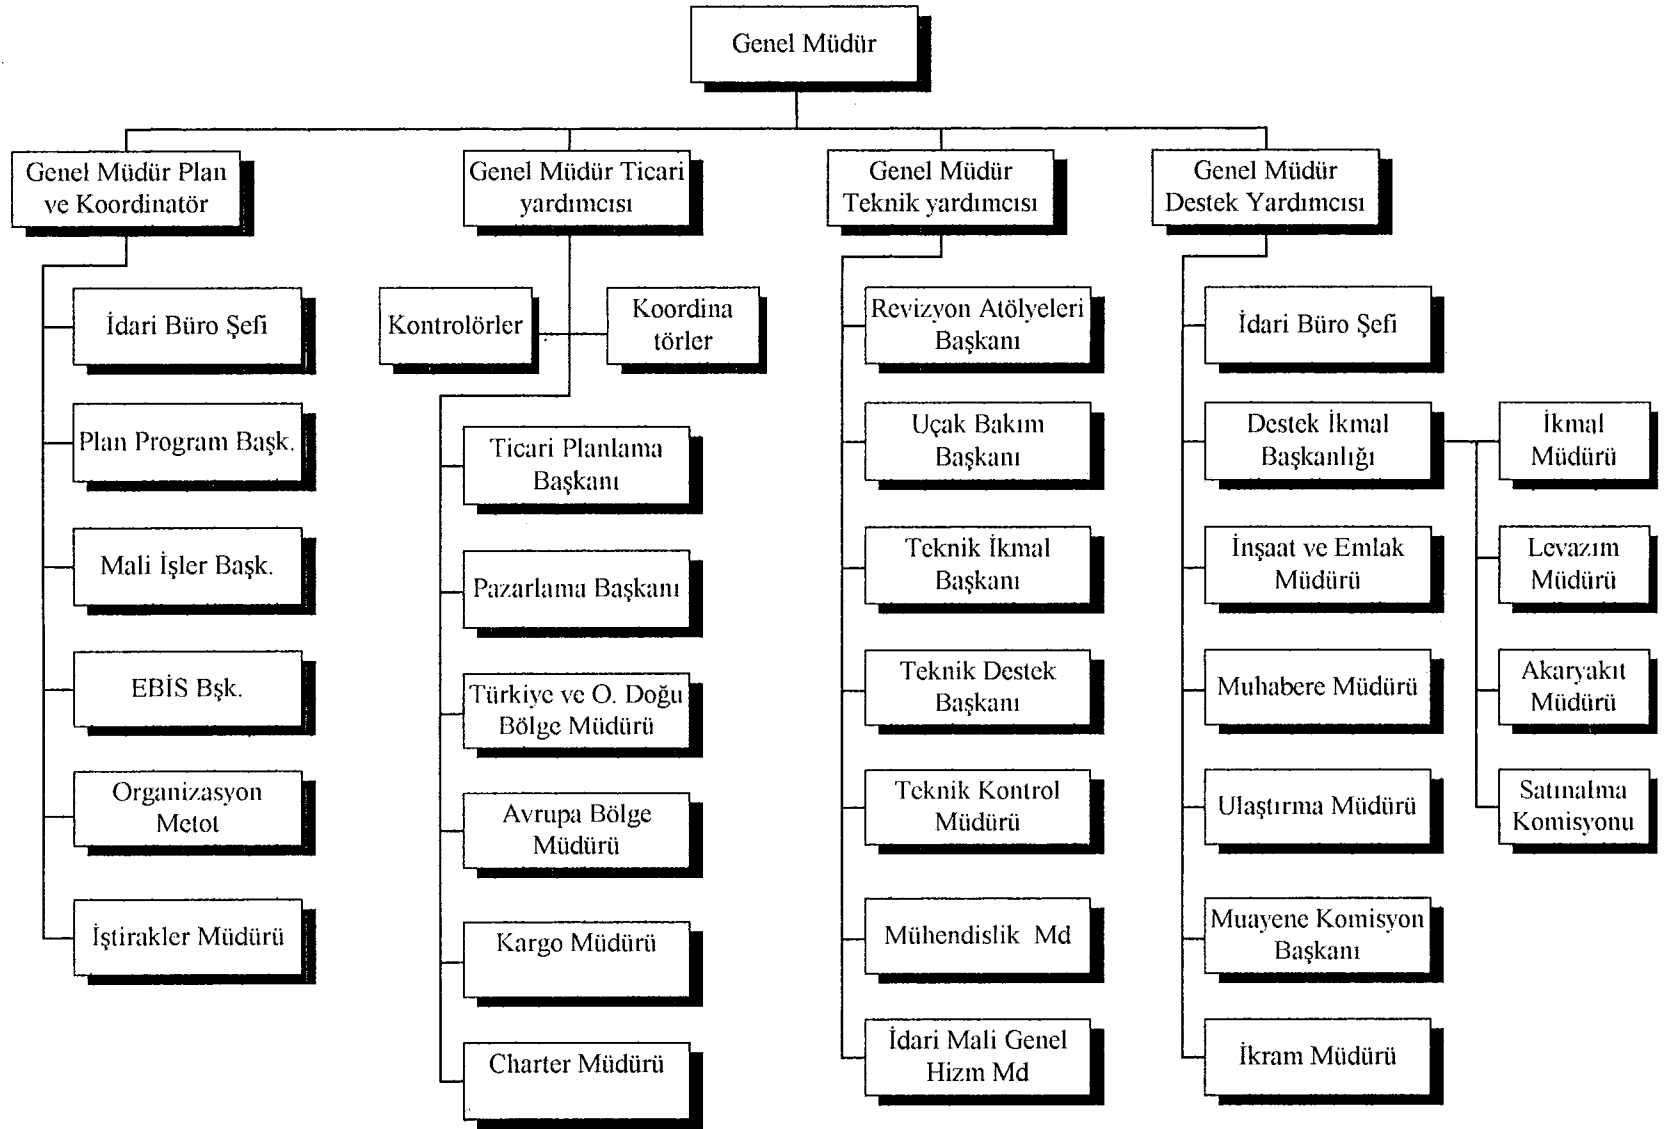 Genel Müdür
Genel Müdür Plan
ve Koordinatör
Genel Müdür Ticari
yardımcısı
Genel Müdür
Teknik yardımcısı
Genel Müdür
Destek Yardımcısı
İdari Büro Şefi
Plan Program Başk.
Mali İşler Başk.
EBİS Bşk.
Organizasyon
Metot
İştirakler Müdürü
Kontrolörler
Koordina
törler
Ticari Planlama
Başkanı
Pazarlama Başkanı
Türkiye ve O. Doğu
Bölge Müdürü
Avrupa Bölge
Müdürü
Kargo Müdürü
Charter Müdürü
Revizyon Atölyeleri
Başkanı
Uçak Bakım
Başkanı
Teknik İkmal
Başkanı
Teknik Destek
Başkanı
Teknik Kontrol
Müdürü
Mühendislik Md
İdari Mali Genel
Hizm Md
İdari Büro Şefi
Destek İkmal
Başkanlığı
İnşaat ve Emlak
Müdürü
Muhabere Müdürü
Ulaştırma Müdürü
Muayene Komisyon
Başkanı
İkram Müdürü
İkmal
Müdürü
Levazım
Müdürü
Akaryakıt
Müdürü
Satınalma
Komisyonu